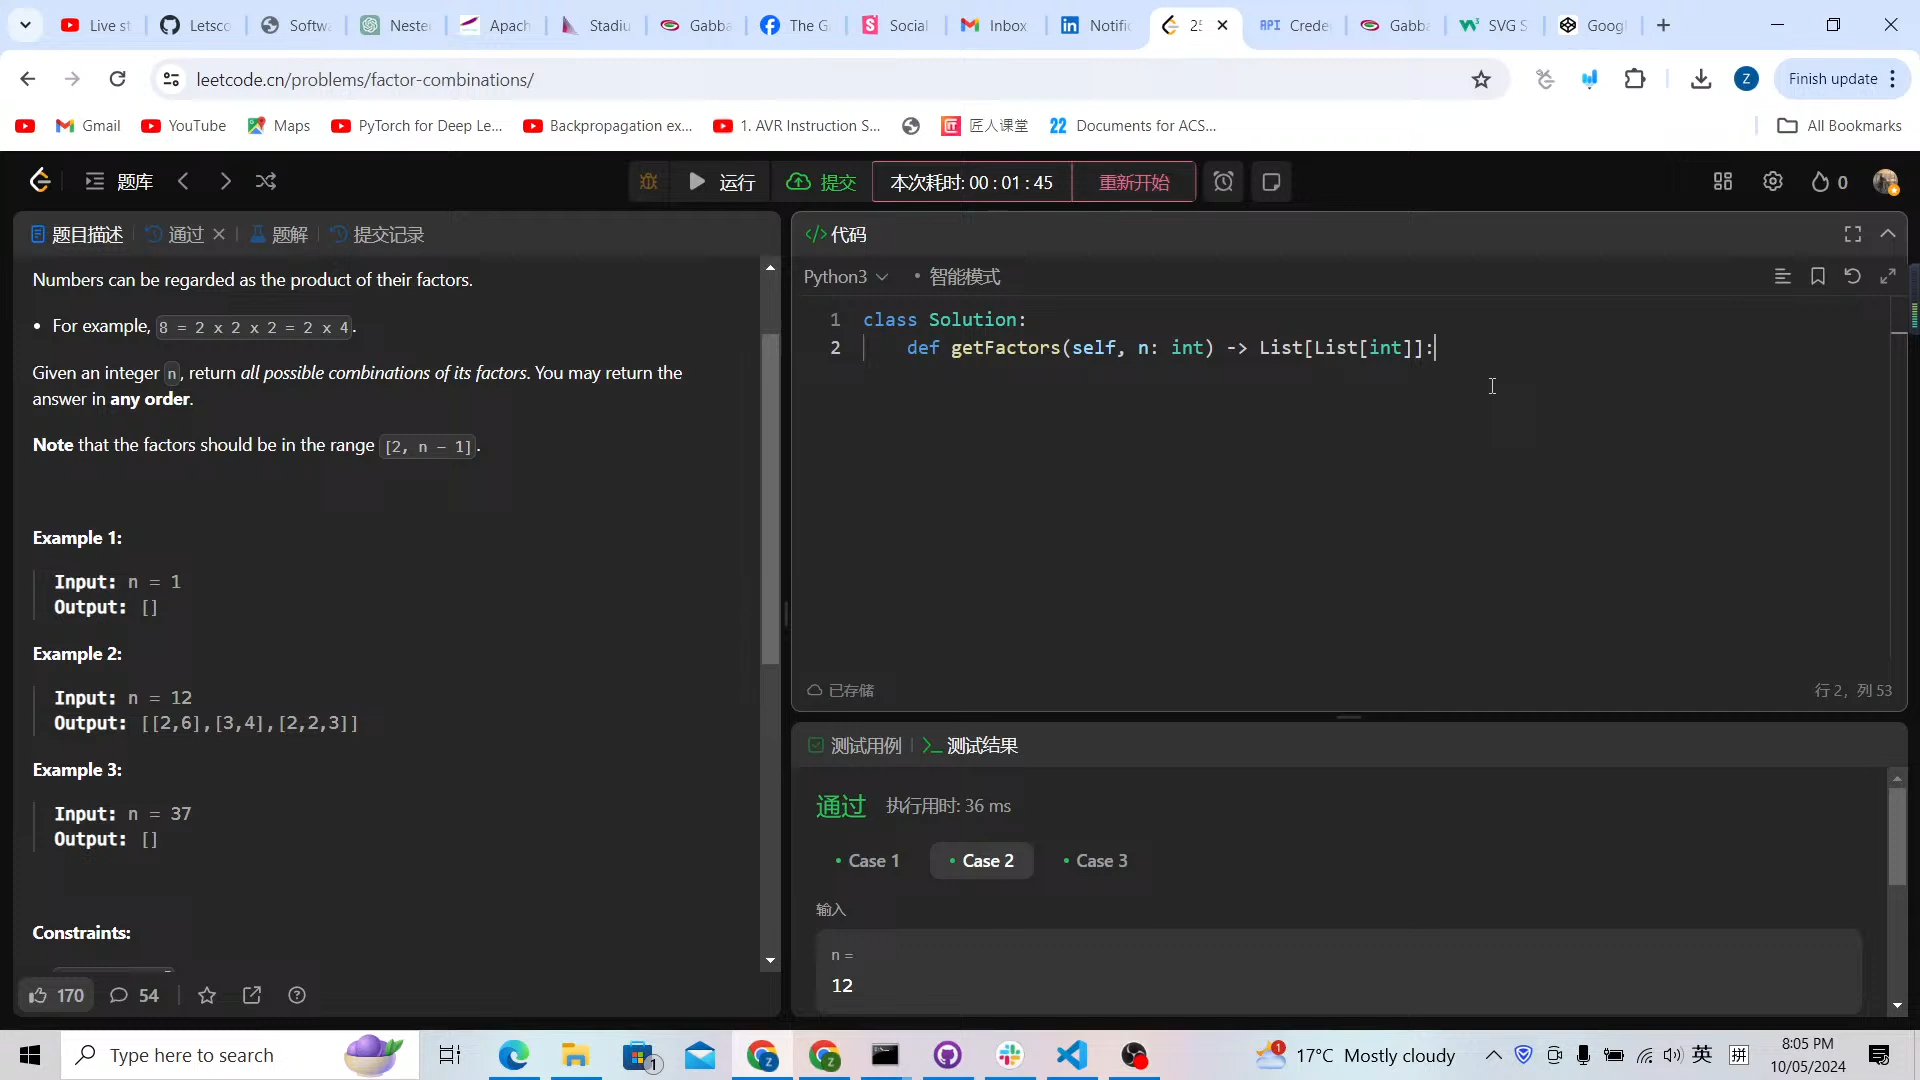 Live st
Letsco
Softwa
Nester
Apach
Stadiu
Gabba
The G
Social
Inbox
Notific
25
Crede
Gabba
SVG S
Googl
leetcode.cn/problems/factor-combinations/
Z
Finish update
Gmail
YouTube
Maps
PyTorch for Deep Le...
Backpropagation ex...
1. AVR Instruction S...
匠人课堂
22 Documents for ACS...
All Bookmarks
题库
运行
提交
本次耗时: 00 : 01 : 45
重新开始
0
题目描述
通过
题解
提交记录
Numbers can be regarded as the product of their factors.
• For example, 8 = 2 x 2 x 2 = 2 x 4.
Given an integer n, return all possible combinations of its factors. You may return the
answer in any order.
Note that the factors should be in the range [2, n - 1].
Example 1:
Input: n = 1
Output: []
Example 2:
Input: n = 12
Output: [[2,6],[3,4],[2,2,3]]
Example 3:
Input: n = 37
Output: []
Constraints:
170
54
</> 代码
Python3
• 智能模式
1 class Solution:
2 def getFactors(self, n: int) -> List[List[int]]:
已存储
行 2, 列 53
测试用例
测试结果
通过
执行用时: 36 ms
• Case 1
• Case 2
• Case 3
输入
n =
12
Type here to search
1
1
17°C Mostly cloudy
英
拼
8:05 PM
10/05/2024